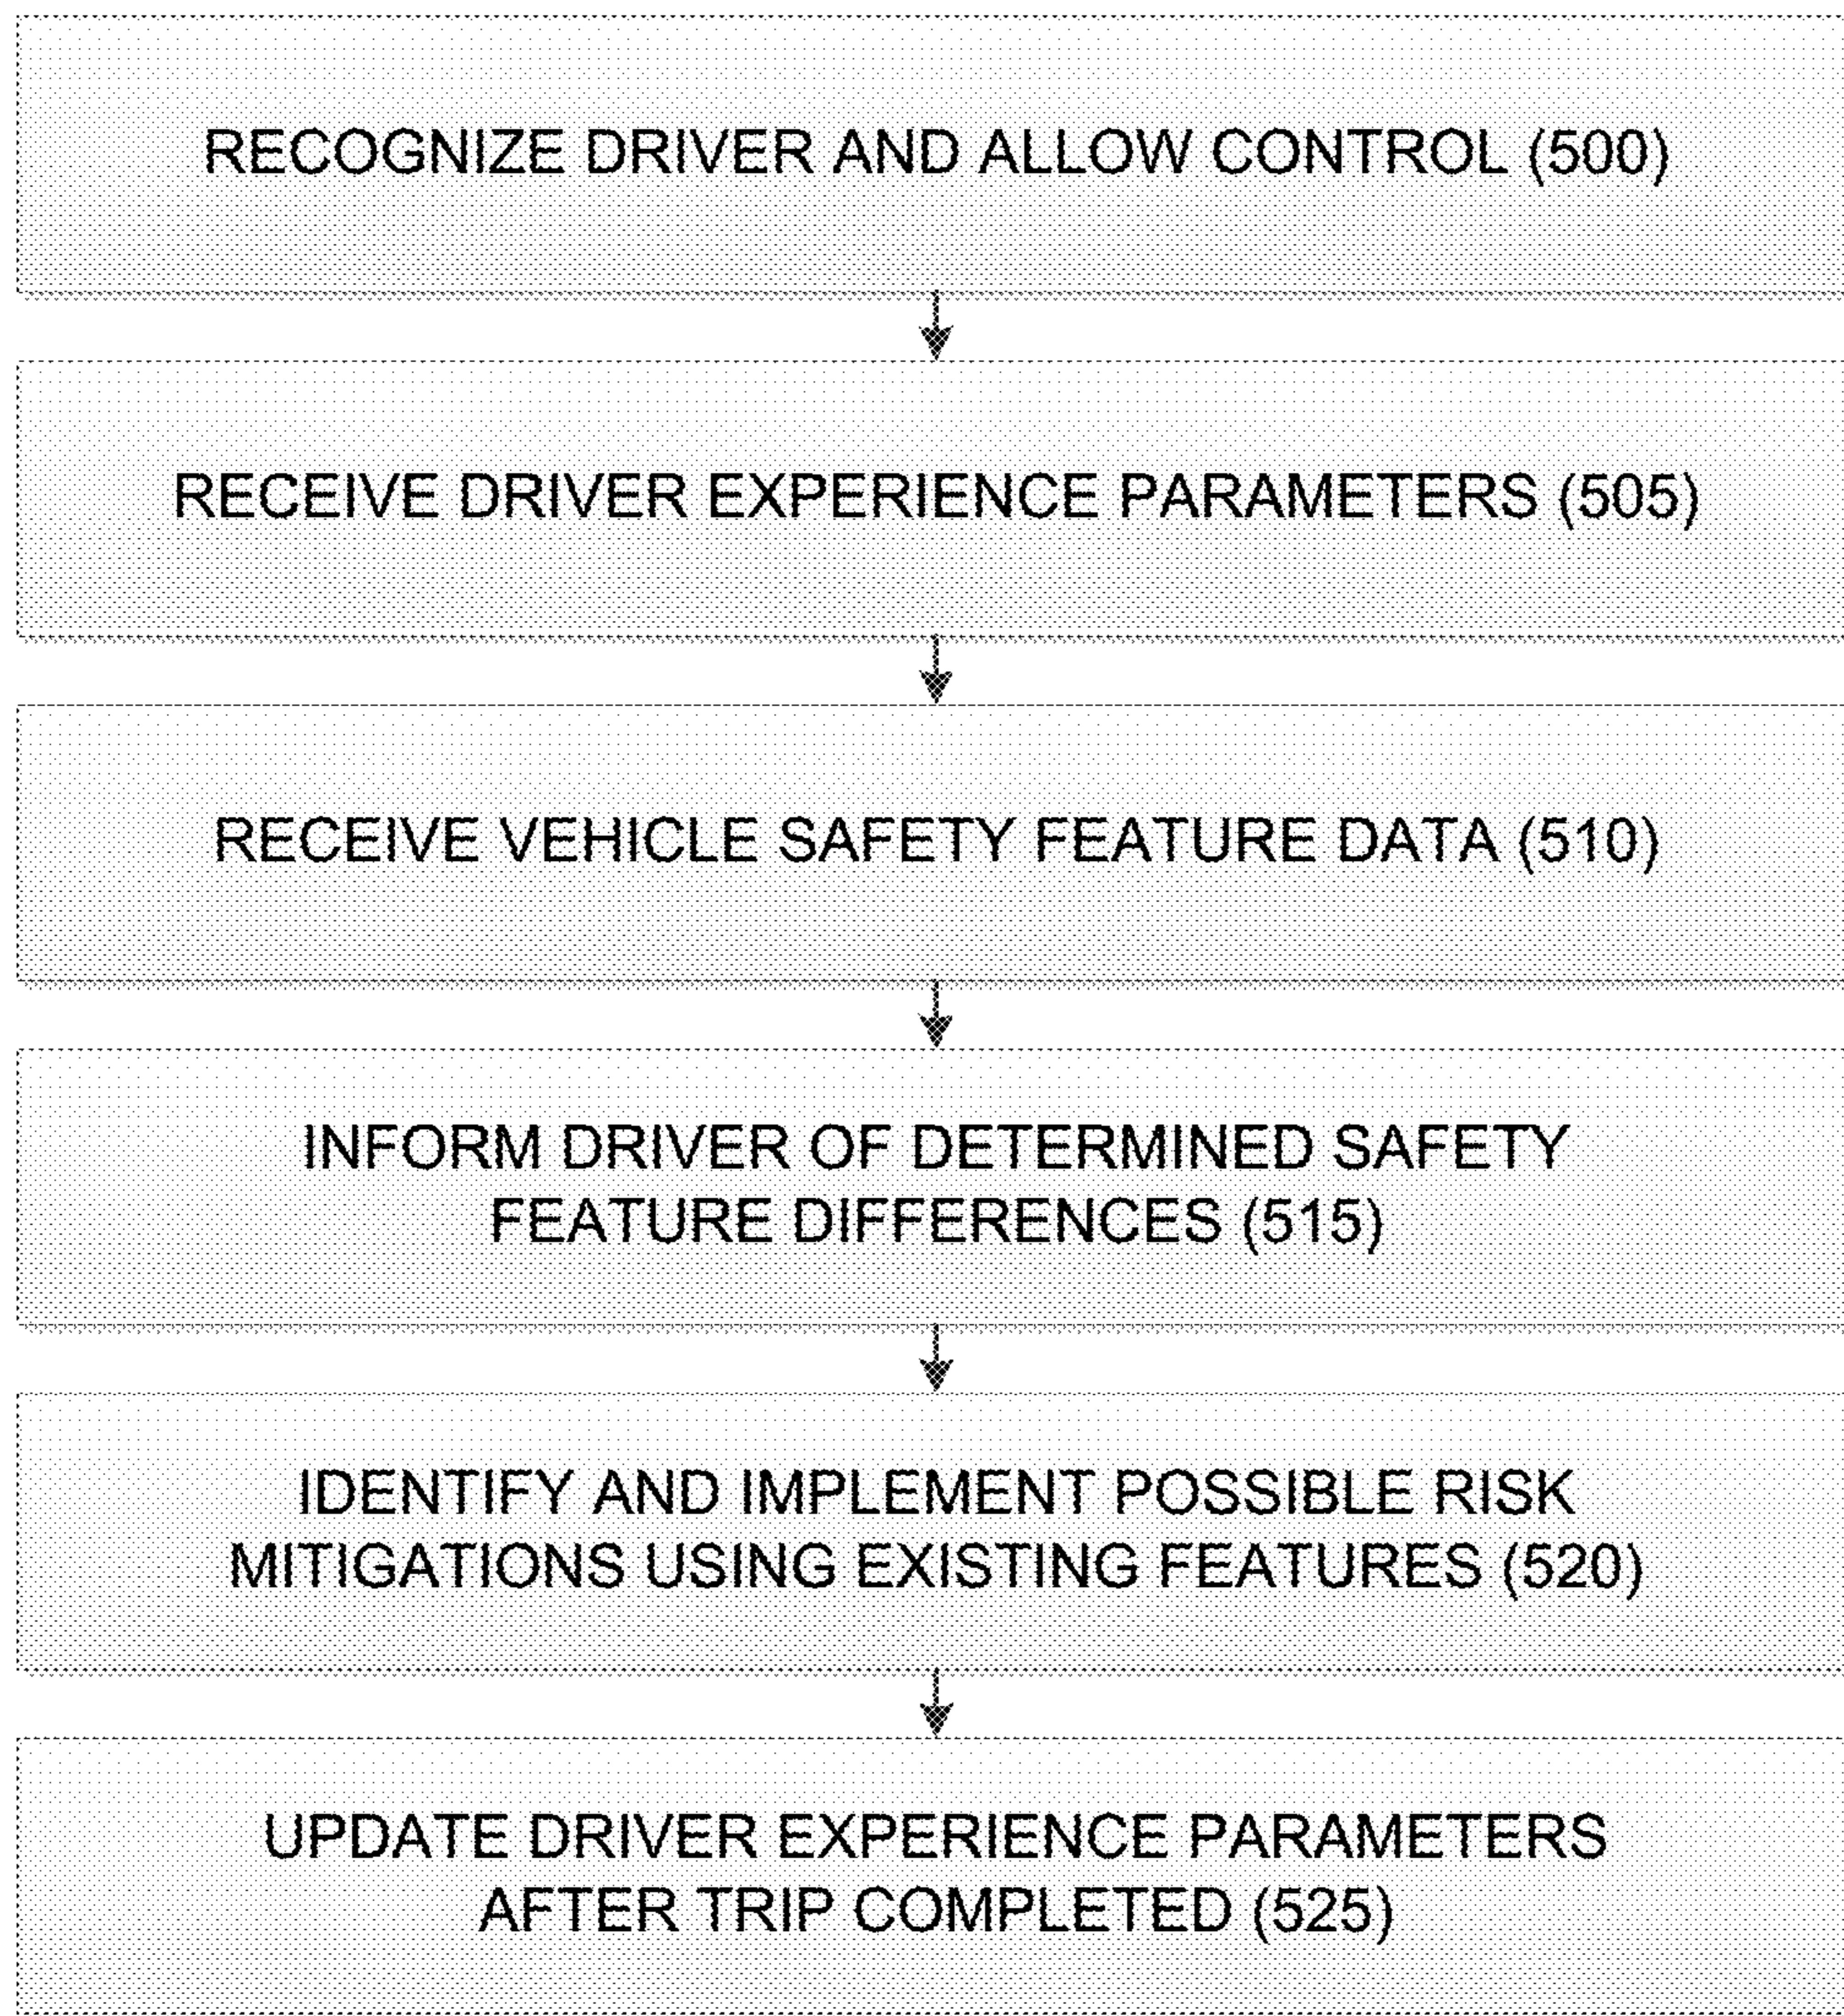 RECOGNIZE DRIVER AND ALLOW CONTROL (500)
RECEIVE DRIVER EXPERIENCE PARAMETERS (505)
RECEIVE VEHICLE SAFETY FEATURE DATA (510)
INFORM DRIVER OF DETERMINED SAFETY
FEATURE DIFFERENCES (515)
IDENTIFY AND IMPLEMENT POSSIBLE RISK
MITIGATIONS USING EXISTING FEATURES (520)
UPDATE DRIVER EXPERIENCE PARAMETERS
AFTER TRIP COMPLETED (525)